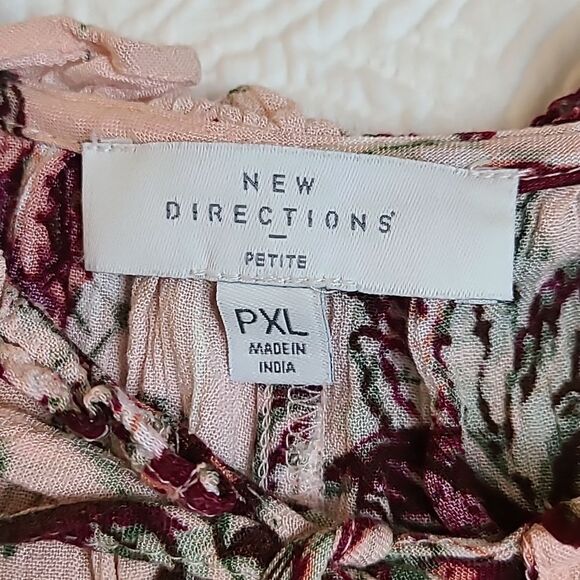 NEW
DIRECTIONS®
PETITE
PXL
MADE IN
INDIA